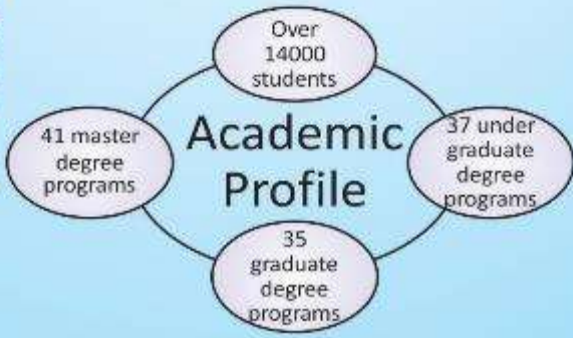 Over
14000
students
41 master
degree
programs
Academic
Profile
37 under
graduate
degree
programs
35
graduate
degree
programs